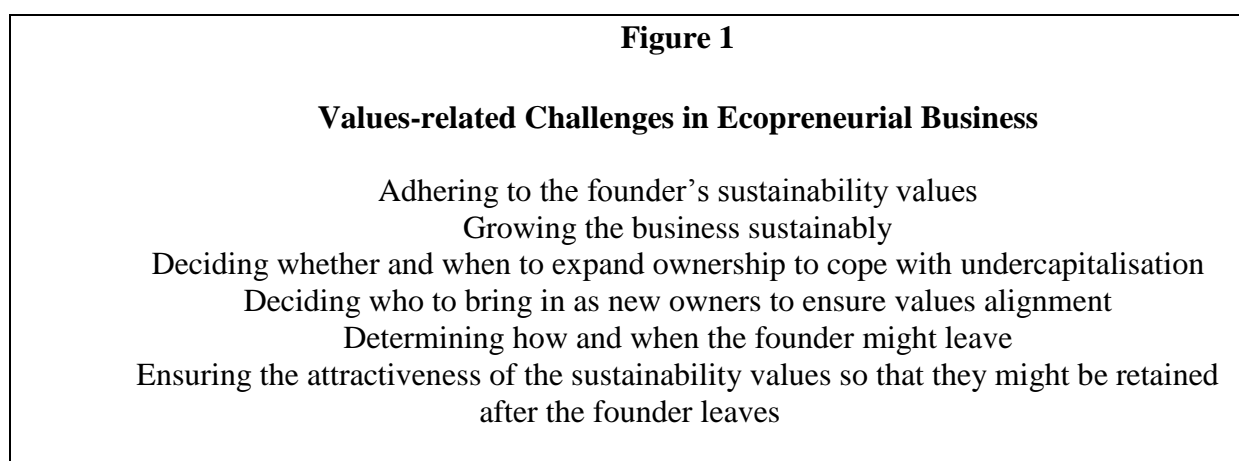 Figure 1
Values-related Challenges in Ecopreneurial Business
Adhering to the founder’s sustainability values
Growing the business sustainably
Deciding whether and when to expand ownership to cope with undercapitalisation
Deciding who to bring in as new owners to ensure values alignment
Determining how and when the founder might leave
Ensuring the attractiveness of the sustainability values so that they might be retained
after the founder leaves